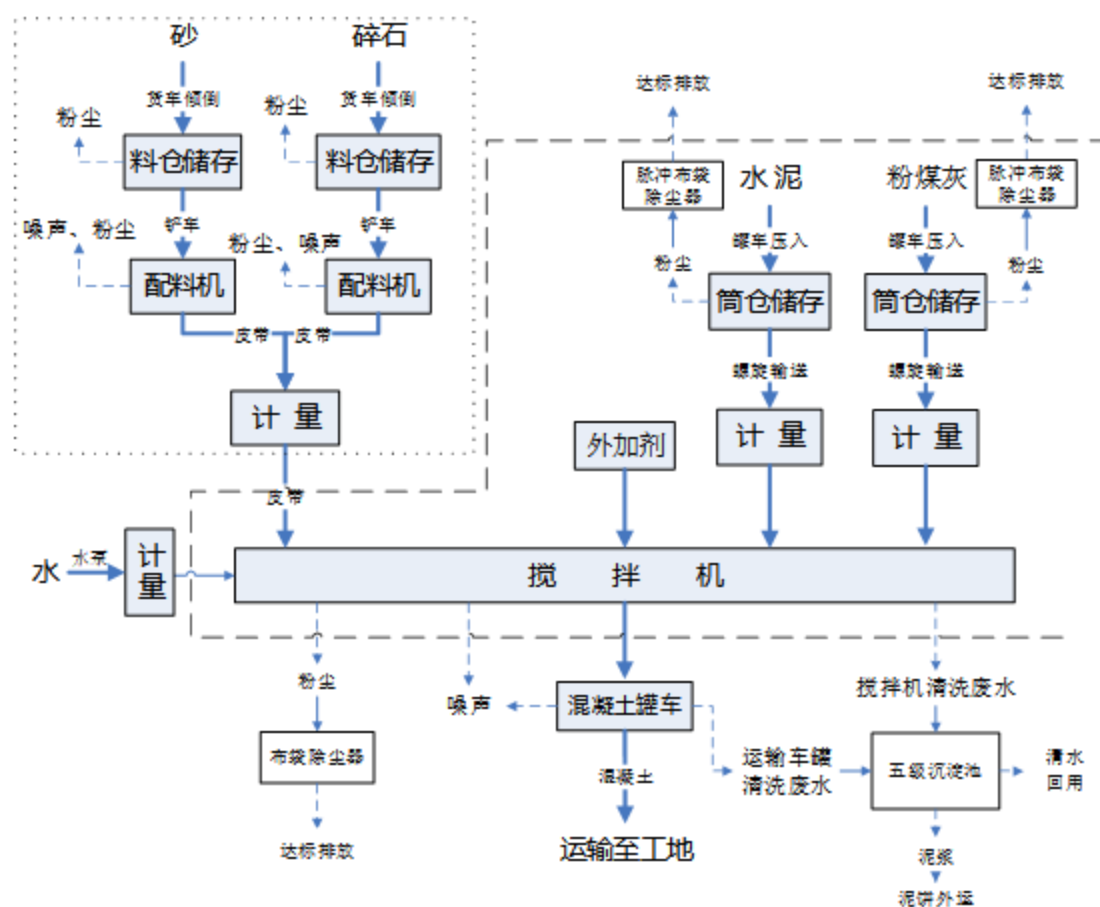 砂
碎石
货车倾倒
货车倾倒
粉尘
粉尘
料仓储存
料仓储存
铲车
铲车
噪声、粉尘
粉尘、噪声
配料机
配料机
皮带
皮带
计量
皮带
达标排放
达标排放
脉冲布袋
除尘器
水泥
粉煤灰
脉冲布袋
除尘器
罐车压入
罐车压入
粉尘
粉尘
筒仓储存
筒仓储存
螺旋输送
螺旋输送
外加剂
计量
计量
水
水泵
计
量
搅拌机
粉尘
噪声
混凝土罐车
搅拌机清洗废水
布袋除尘器
混凝土
运输车罐
清洗废水
五级沉淀池
清水
回用
达标排放
运输至工地
泥浆
泥饼外运